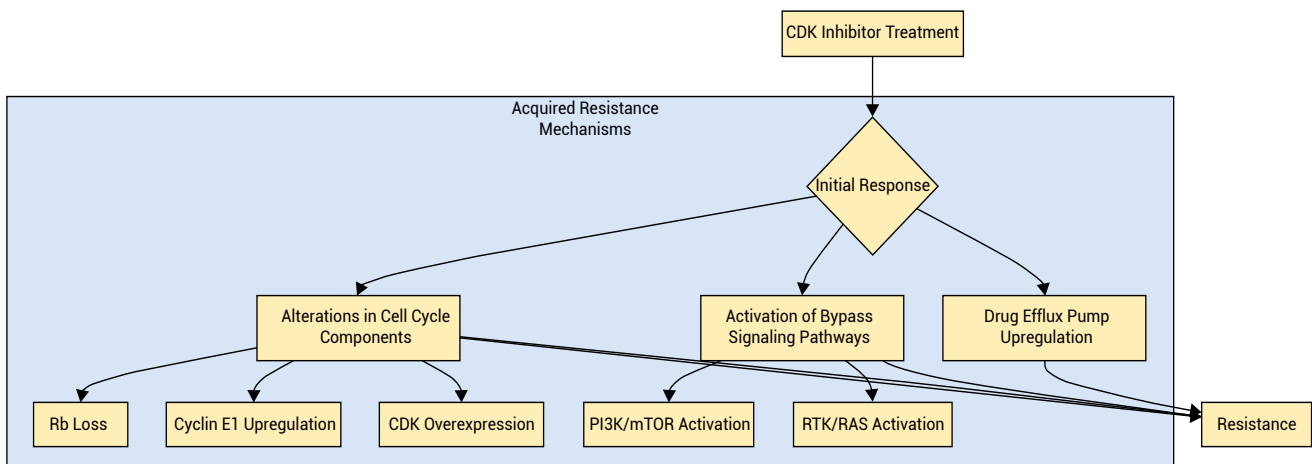 CDK Inhibitor Treatment
Acquired Resistance
Mechanisms
Initial Response
Alterations in Cell Cycle
Components
Activation of Bypass
Signaling Pathways
Drug Efflux Pump
Upregulation
Rb Loss
Cyclin E1 Upregulation
CDK Overexpression
PI3K/mTOR Activation
RTK/RAS Activation
Resistance